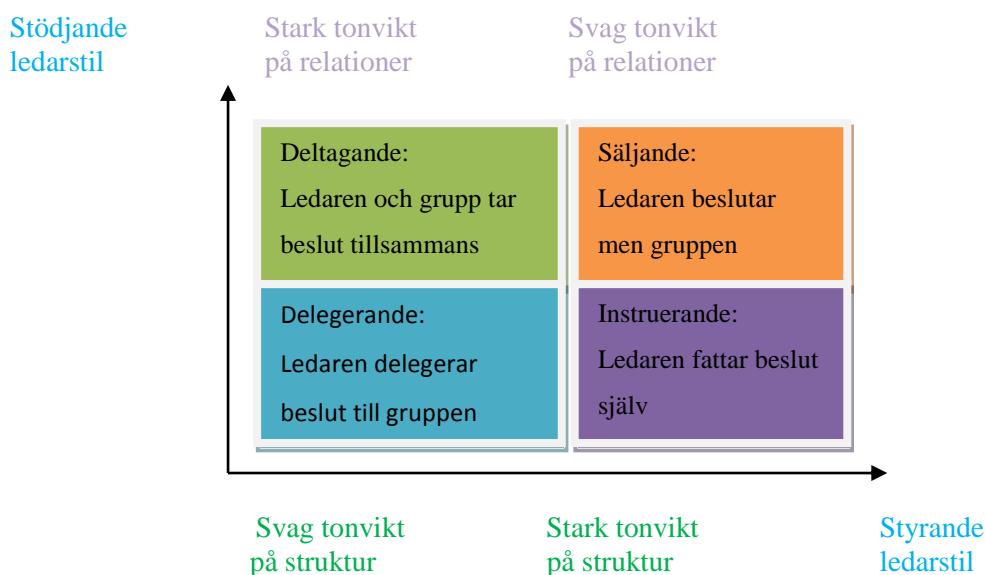 Stödjande
ledarstil
Stark tonvikt
på relationer
Svag tonvikt
på relationer
Deltagande:
Ledaren och grupp tar
beslut tillsammans
Säljande:
Ledaren beslutar
men gruppen
Delegerande:
Ledaren delegerar
beslut till gruppen
Instruerande:
Ledaren fattar beslut
själv
Svag tonvikt
på struktur
Stark tonvikt
på struktur
Styrande
ledarstil